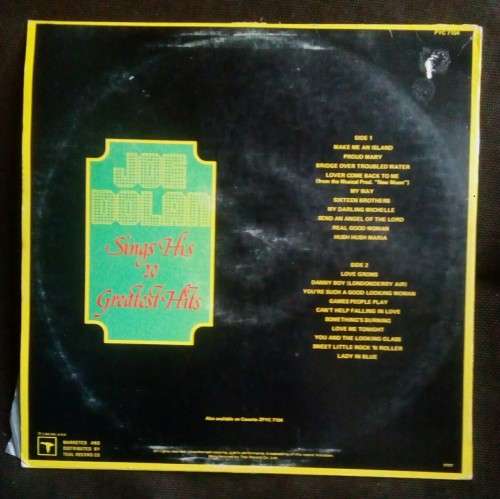 PYC 7104
JOE
DOLAN
Sings His
20
Greatest Hits
SIDE 1
MAKE ME AN ISLAND
PROUD MARY
BRIDGE OVER TROUBLED WATER
LOVER COME BACK TO ME
(from the Musical Prod. "New Moon")
MY WAY
SIXTEEN BROTHERS
MY DARLING MICHELLE
SEND AN ANGEL OF THE LORD
REAL GOOD WOMAN
HUSH HUSH MARIA
SIDE 2
LOVE GROWS
DANNY BOY (LONDONDERRY AIR)
YOU'RE SUCH A GOOD LOOKING WOMAN
GAMES PEOPLE PLAY
CAN'T HELP FALLING IN LOVE
SOMETHING'S BURNING
LOVE ME TONIGHT
YOU AND THE LOOKING GLASS
SWEET LITTLE ROCK 'N ROLLER
LADY IN BLUE
Also available on Cassette ZPYC 7104
MARKETED AND
DISTRIBUTED BY
TEAL RECORD CO